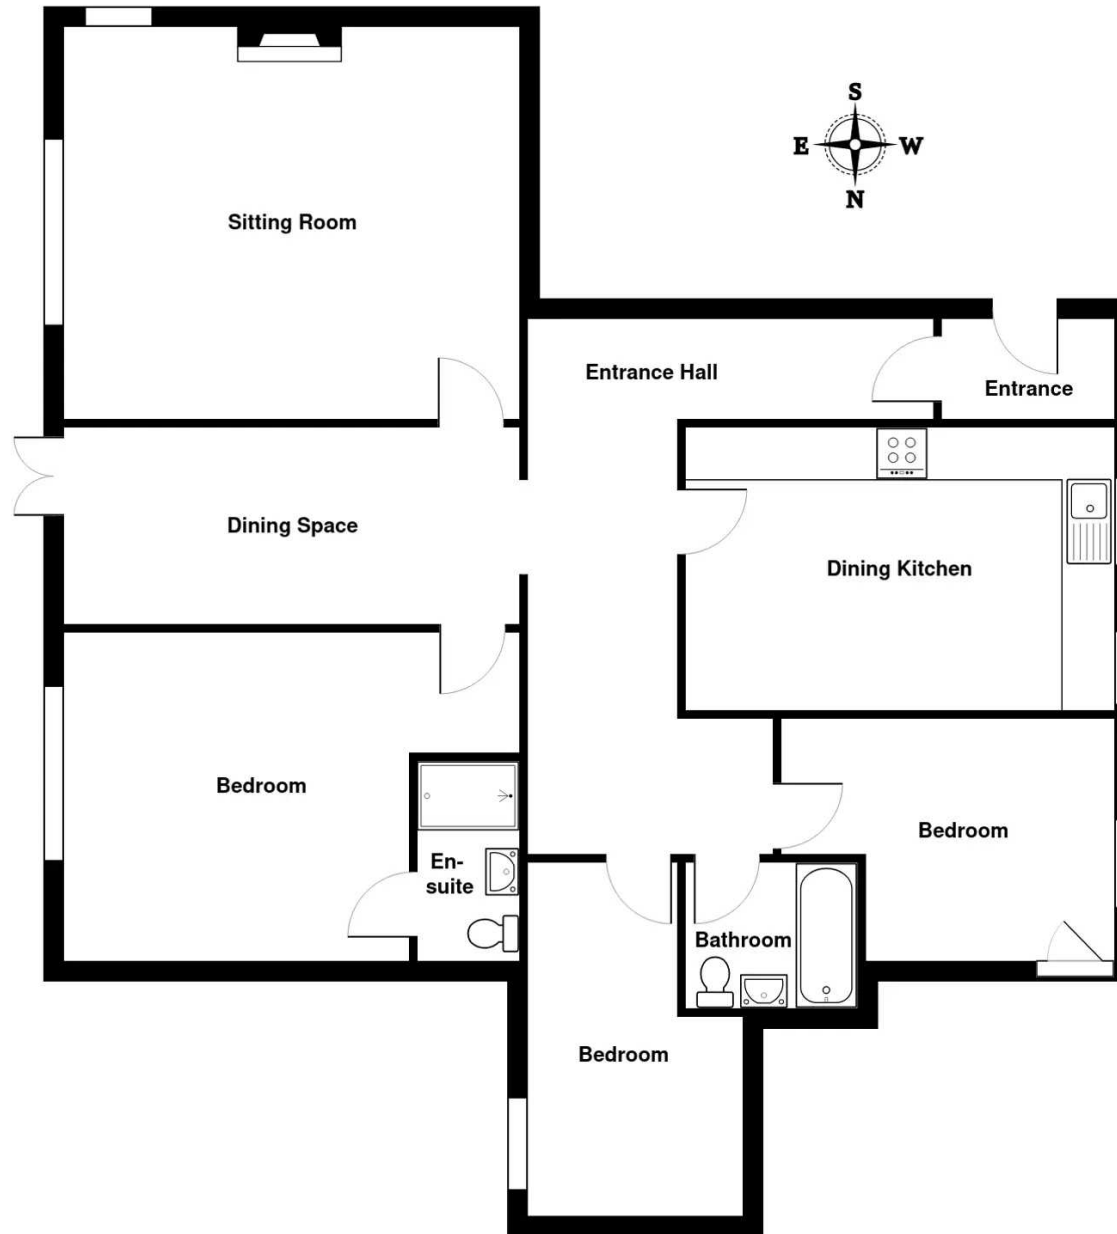 S
E W
N
Sitting Room
Entrance Hall
Entrance
Dining Space
Dining Kitchen
Bedroom
Bedroom
En-
suite
Bathroom
Bedroom